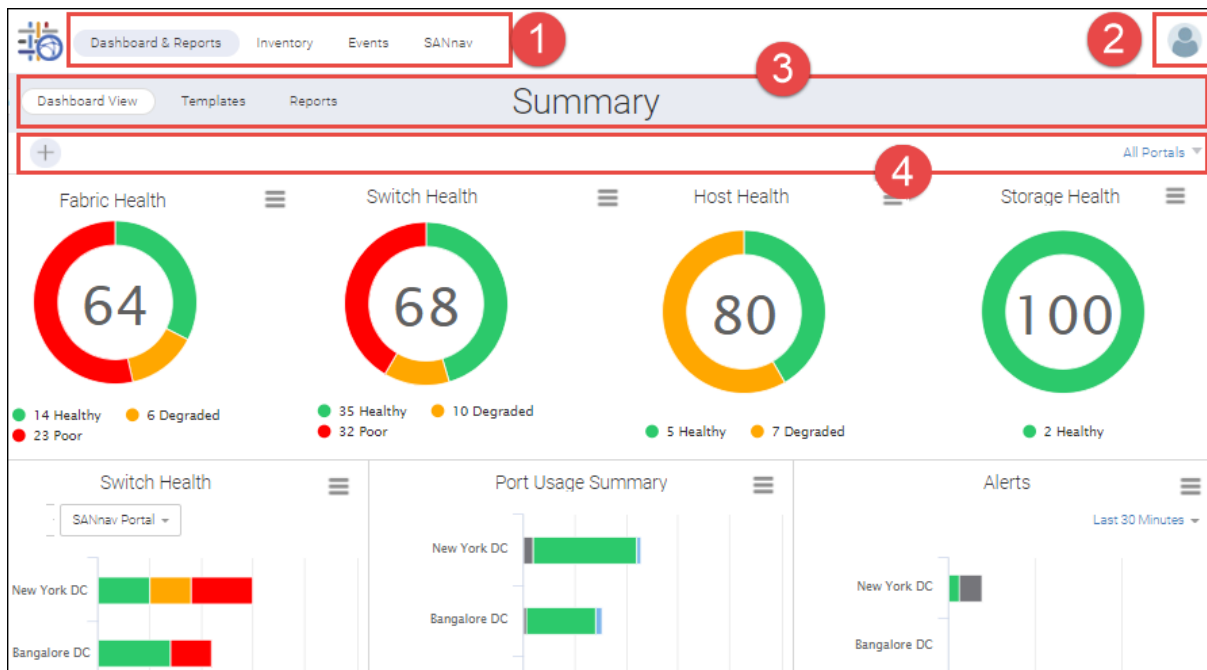 Dashboard & Reports Inventory Events SANnav 1 2
3
Dashboard View Templates Reports Summary
+ All Portals
4
Fabric Health Switch Health Host Health Storage Health
64 68 80 100
14 Healthy 6 Degraded
23 Poor
35 Healthy 10 Degraded
32 Poor
5 Healthy 7 Degraded
2 Healthy
Switch Health
SANnav Portal
New York DC
Bangalore DC
Port Usage Summary
New York DC
Bangalore DC
Alerts
Last 30 Minutes
New York DC
Bangalore DC